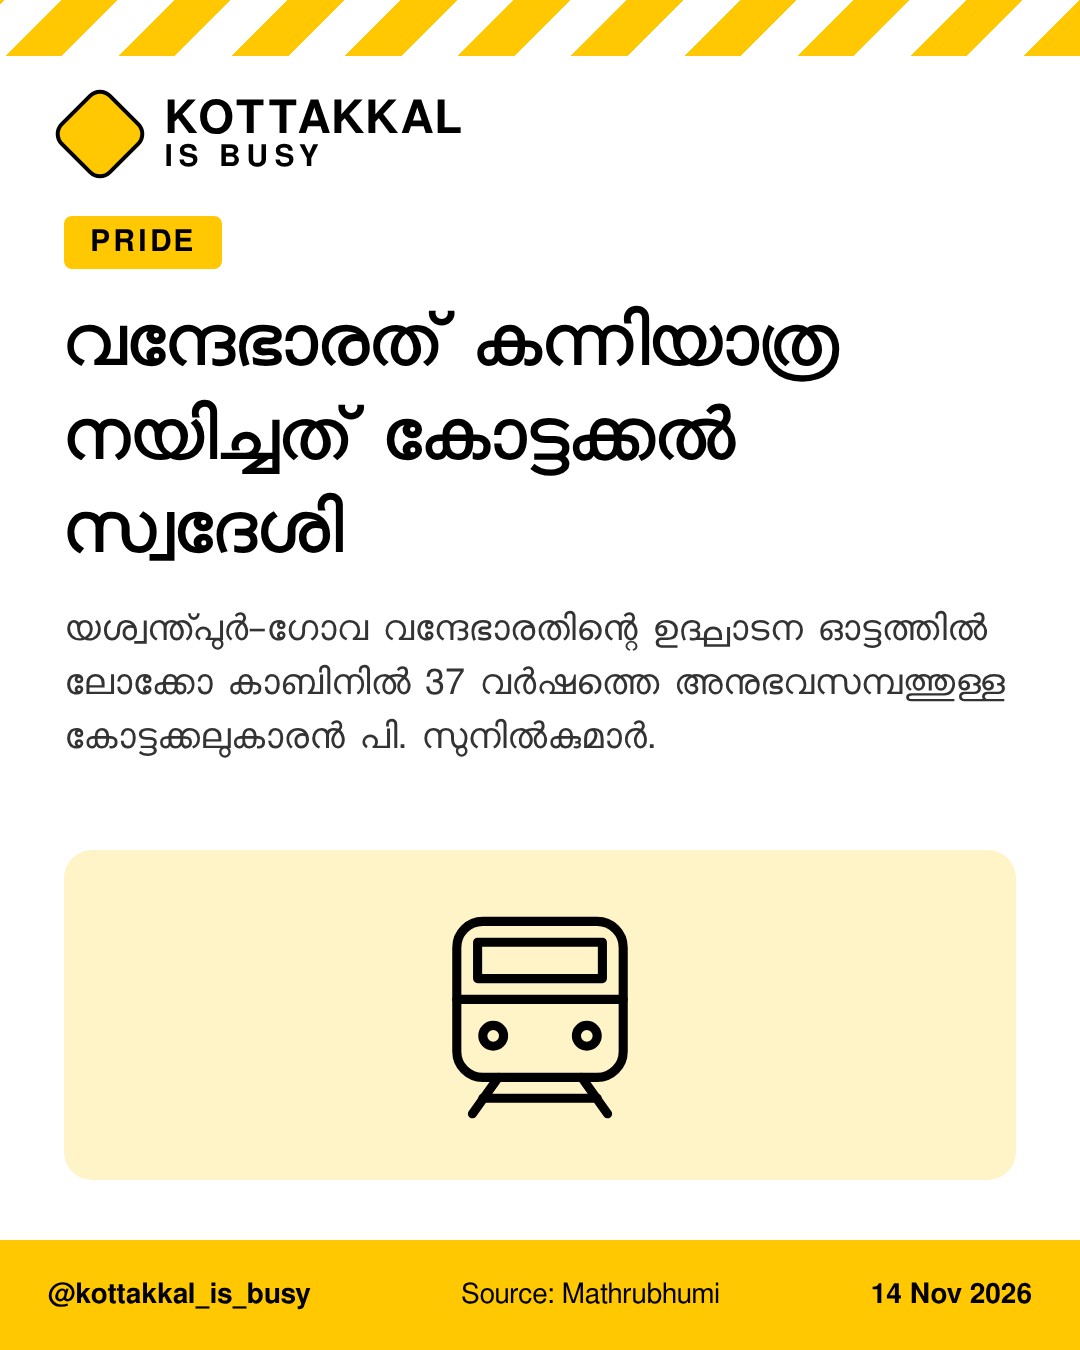 KOTTAKKAL
IS BUSY
PRIDE
വന്ദേഭാരത് കന്നിയാത്ര
നയിച്ചത് കോട്ടക്കൽ
സ്വദേശി
യശ്വന്ത്പുർ–ഗോവ വന്ദേഭാരതിന്റെ ഉദ്ഘാടന ഓട്ടത്തിൽ
ലോക്കോ കാബിനിൽ 37 വർഷത്തെ അനുഭവസമ്പത്തുള്ള
കോട്ടക്കലുകാരൻ പി. സുനിൽകുമാർ.
@kottakkal_is_busy
Source: Mathrubhumi
14 Nov 2026